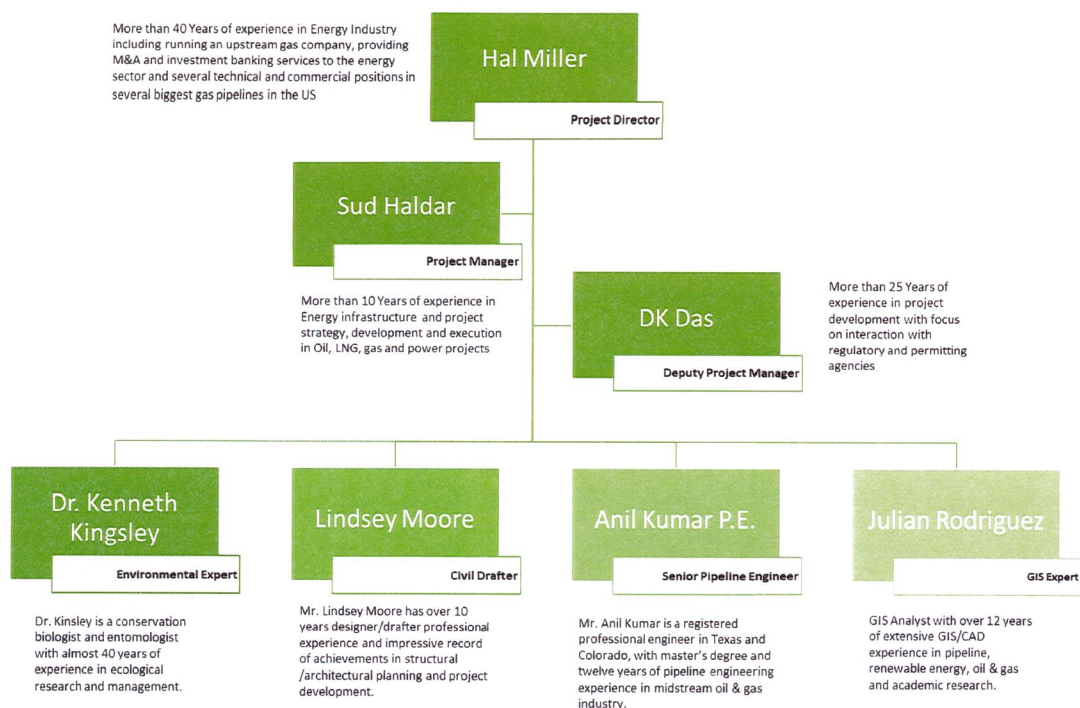 More than 40 Years of experience in Energy Industry
including running an upstream gas company, providing
M&A and investment banking services to the energy
sector and several technical and commercial positions in
several biggest gas pipelines in the US
Hal Miller
Project Director
Sud Haldar
Project Manager
More than 10 Years of experience in
Energy infrastructure and project
strategy, development and execution
in Oil, LNG, gas and power projects
DK Das
Deputy Project Manager
More than 25 Years of
experience in project
development with focus
on interaction with
regulatory and permitting
agencies
Dr. Kenneth
Kingsley
Environmental Expert
Dr. Kinsley is a conservation
biologist and entomologist
with almost 40 years of
experience in ecological
research and management.
Lindsey Moore
Civil Drafter
Mr. Lindsey Moore has over 10
years designer/drafter professional
experience and impressive record
of achievements in structural
/architectural planning and project
development.
Anil Kumar P.E.
Senior Pipeline Engineer
Mr. Anil Kumar is a registered
professional engineer in Texas and
Colorado, with master's degree and
twelve years of pipeline engineering
experience in midstream oil & gas
industry.
Julian Rodriguez
GIS Expert
GIS Analyst with over 12 years
of extensive GIS/CAD
experience in pipeline,
renewable energy, oil & gas
and academic research.